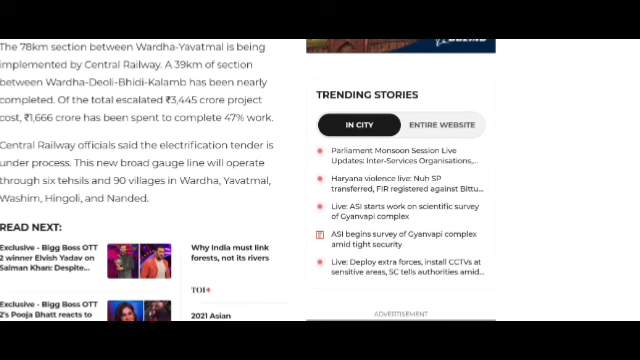 The 78km section between Wardha-Yavatmal is being
implemented by Central Railway. A 39km of section
between Wardha-Deoli-Bhidi-Kalamb has been nearly
completed. Of the total escalated ₹3,445 crore project
cost, ₹1,666 crore has been spent to complete 47% work.
Central Railway officials said the electrification tender is
under process. This new broad gauge line will operate
through six tehsils and 90 villages in Wardha, Yavatmal,
Washim, Hingoli, and Nanded.
READ NEXT:
Exclusive - Bigg Boss OTT
2 winner Elvish Yadav on
Salman Khan: Despite...
Exclusive - Bigg Boss OTT
2's Pooja Bhatt reacts to
Why India must link
forests, not its rivers
TOI+
2021 Asian
TRENDING STORIES
IN CITY
ENTIRE WEBSITE
Parliament Monsoon Session Live
Updates: Inter-Services Organisations,...
Haryana violence live: Nuh SP
transferred, FIR registered against Bittu...
Live: ASI starts work on scientific survey
of Gyanvapi complex
ASI begins survey of Gyanvapi complex
amid tight security
Live: Deploy extra forces, install CCTVs at
sensitive areas, SC tells authorities amid...
ADVERTISEMENT